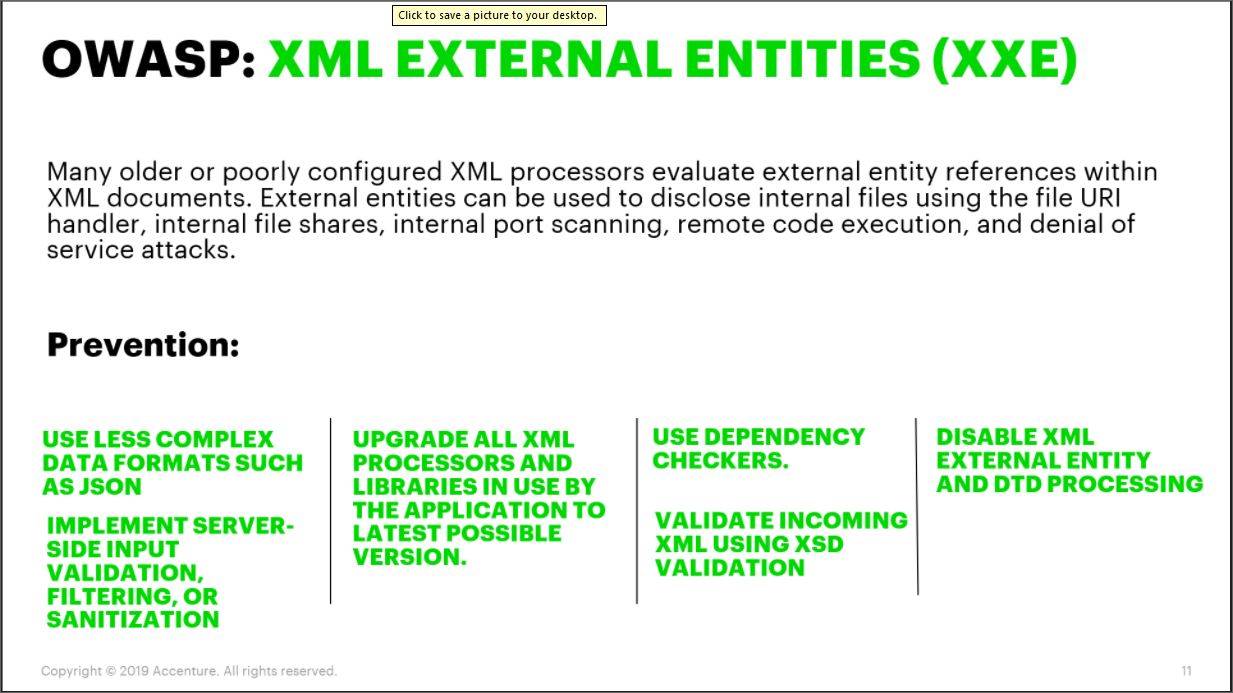 Click to save a picture to your desktop.
OWASP: XML EXTERNAL ENTITIES (XXE)
Many older or poorly configured XML processors evaluate external entity references within
XML documents. External entities can be used to disclose internal files using the file URI
handler, internal file shares, internal port scanning, remote code execution, and denial of
service attacks.
Prevention:
USE LESS COMPLEX
DATA FORMATS SUCH
AS JSON
IMPLEMENT SERVER-
SIDE INPUT
VALIDATION,
FILTERING, OR
SANITIZATION
UPGRADE ALL XML
PROCESSORS AND
LIBRARIES IN USE BY
THE APPLICATION TO
LATEST POSSIBLE
VERSION.
USE DEPENDENCY
CHECKERS.
VALIDATE INCOMING
XML USING XSD
VALIDATION
DISABLE XML
EXTERNAL ENTITY
AND DTD PROCESSING
Copyright © 2019 Accenture. All rights reserved.
11